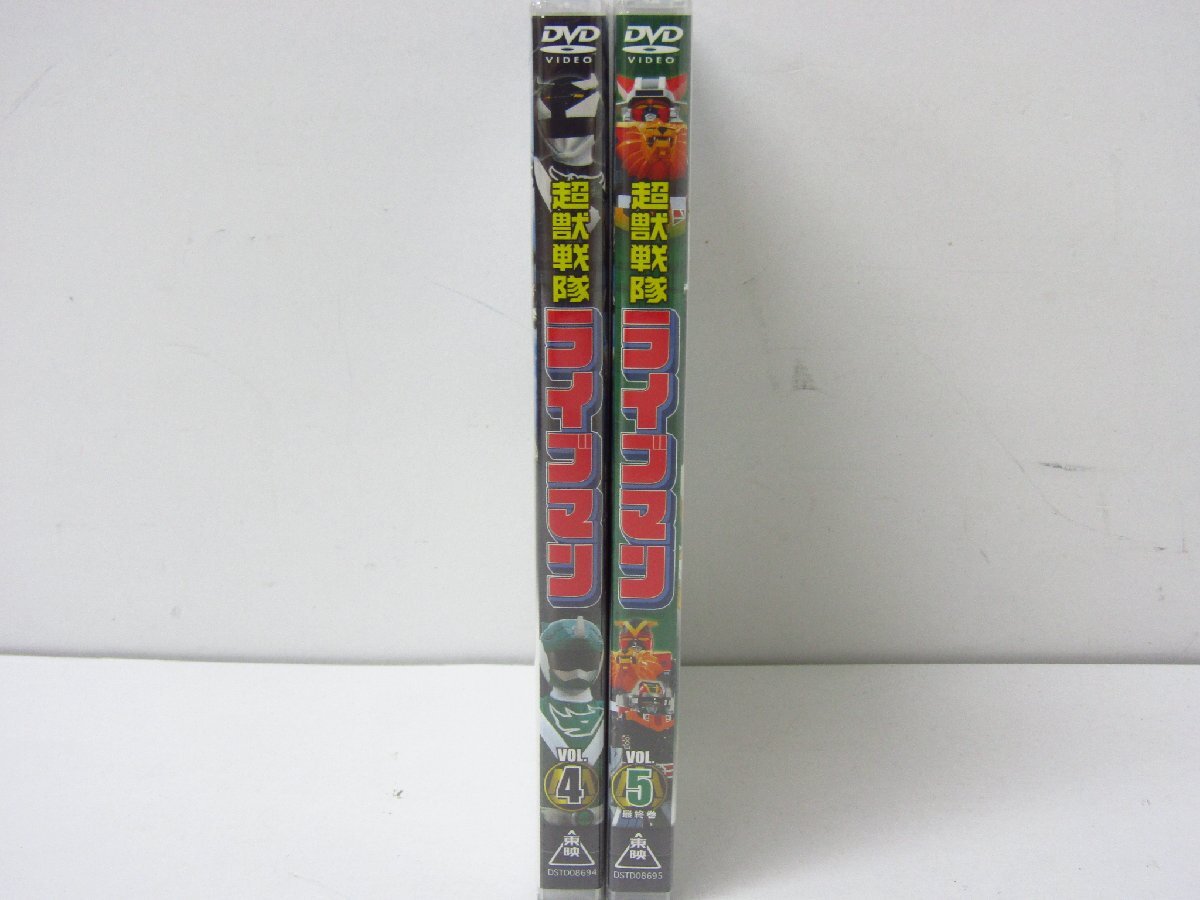 DVD
VIDEO
超獣戦隊
ライブマン
VOL.
4
東映
DSTD08694
DVD
VIDEO
超獣戦隊
ライブマン
VOL.
5
最終巻
東映
DSTD08695